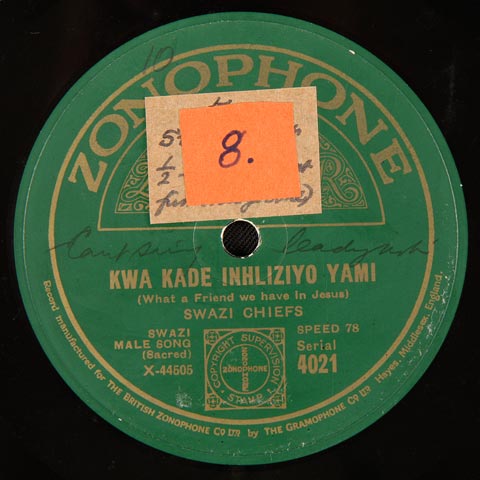 10
ZONOPHONE
8.
KWA KADE INHLIZIYO YAMI
(What a Friend we have in Jesus)
SWAZI CHIEFS
SWAZI
MALE SONG
(Sacred)
X-44505
COPYRIGHT SUPERVISION
ZONOPHONE
STAMP
SPEED 78
Serial
4021
Record manufactured for THE BRITISH ZONOPHONE Co LTD by THE GRAMOPHONE Co LTD Hayes, Middlesex, England.